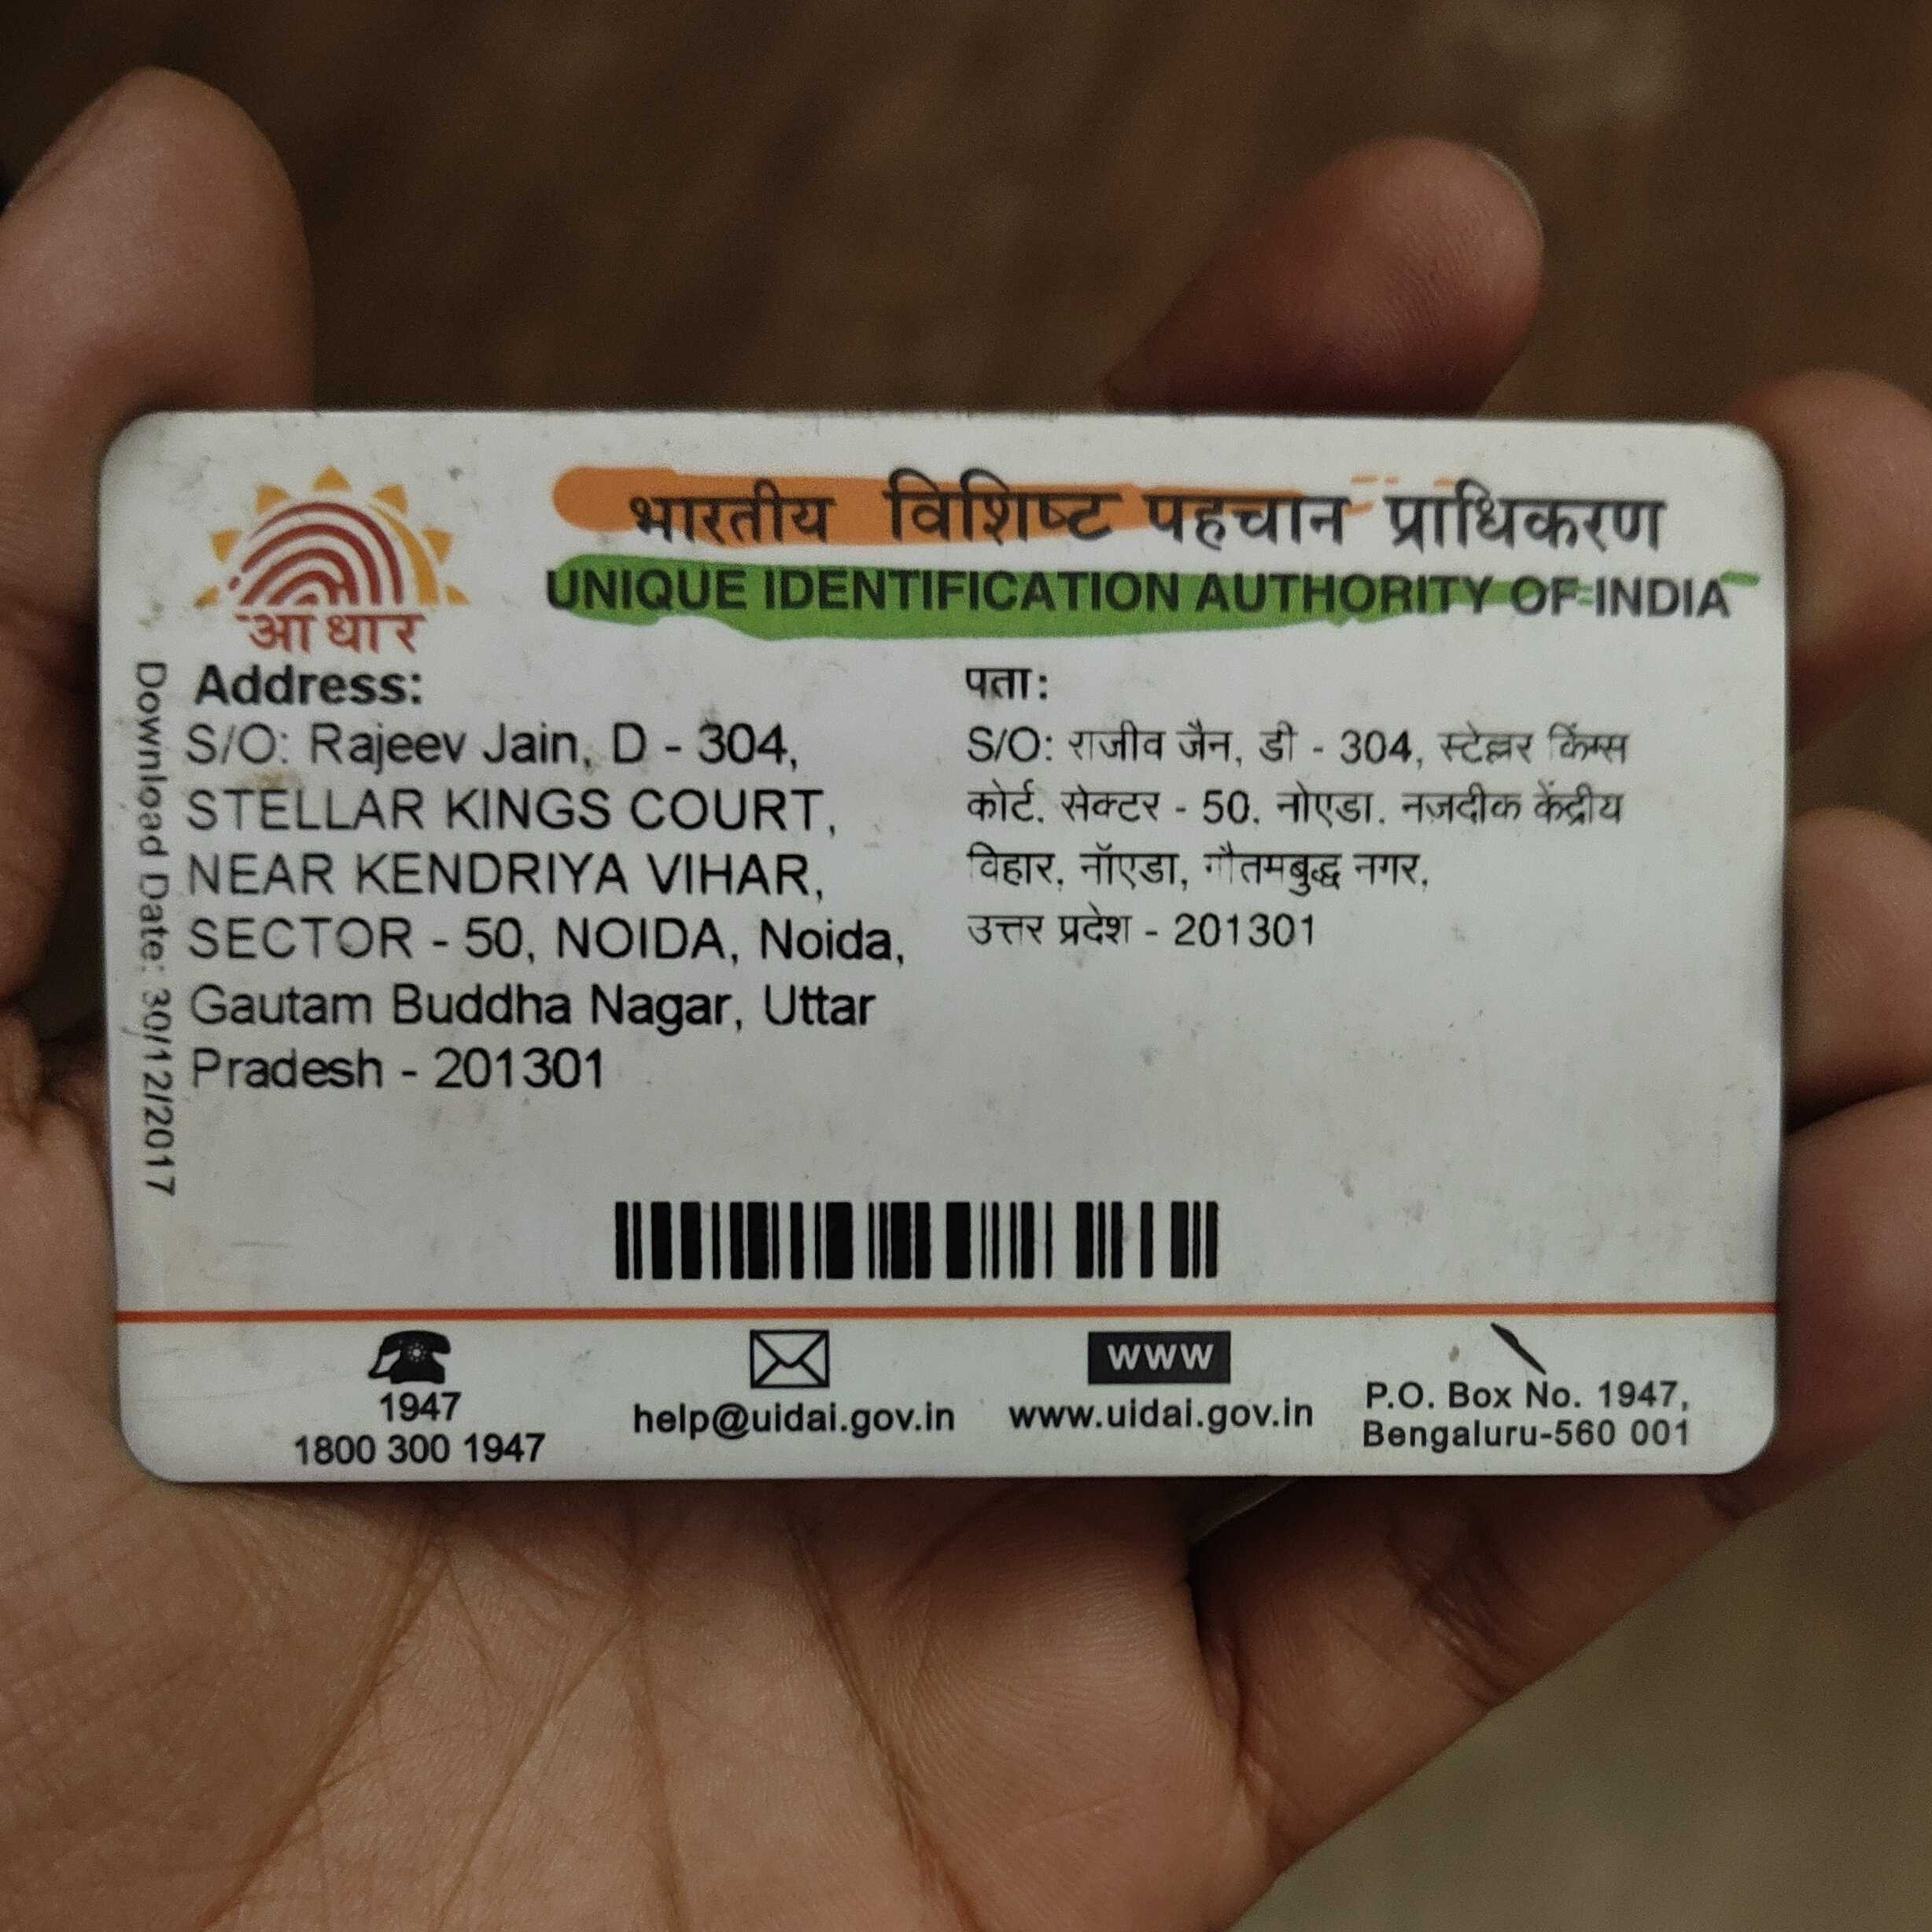 भारतीय विशिष्ट पहचान प्राधिकरण
UNIQUE IDENTIFICATION AUTHORITY OF INDIA
आधार
Download Date: 30/12/2017
Address:
S/O: Rajeev Jain, D - 304,
STELLAR KINGS COURT,
NEAR KENDRIYA VIHAR,
SECTOR - 50, NOIDA, Noida,
Gautam Buddha Nagar, Uttar
Pradesh - 201301
पता:
S/O: राजीव जैन, डी - 304, स्टेल्लर किंग्स
कोर्ट, सेक्टर - 50, नोएडा, नज़दीक केंद्रीय
विहार, नॉएडा, गौतमबुद्ध नगर,
उत्तर प्रदेश - 201301
1947
1800 300 1947
help@uidai.gov.in
www
www.uidai.gov.in
P.O. Box No. 1947,
Bengaluru-560 001